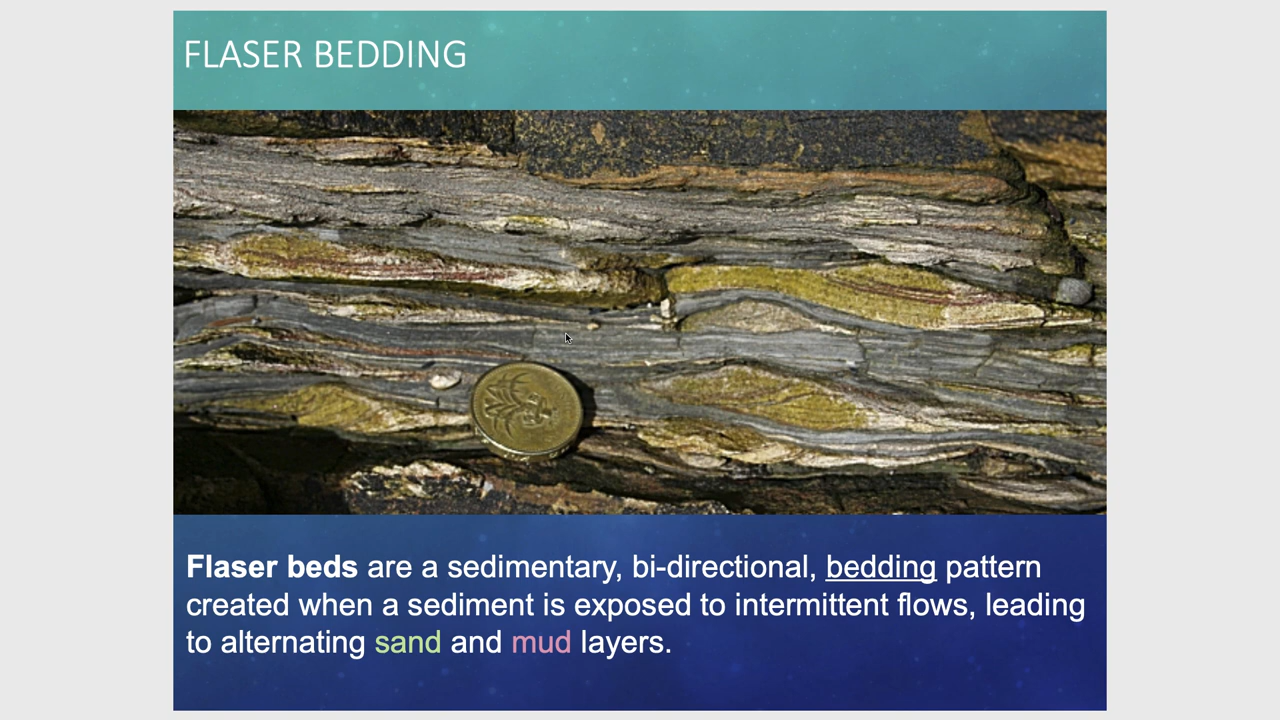 FLASER BEDDING
Flaser beds are a sedimentary, bi-directional, bedding pattern
created when a sediment is exposed to intermittent flows, leading
to alternating sand and mud layers.